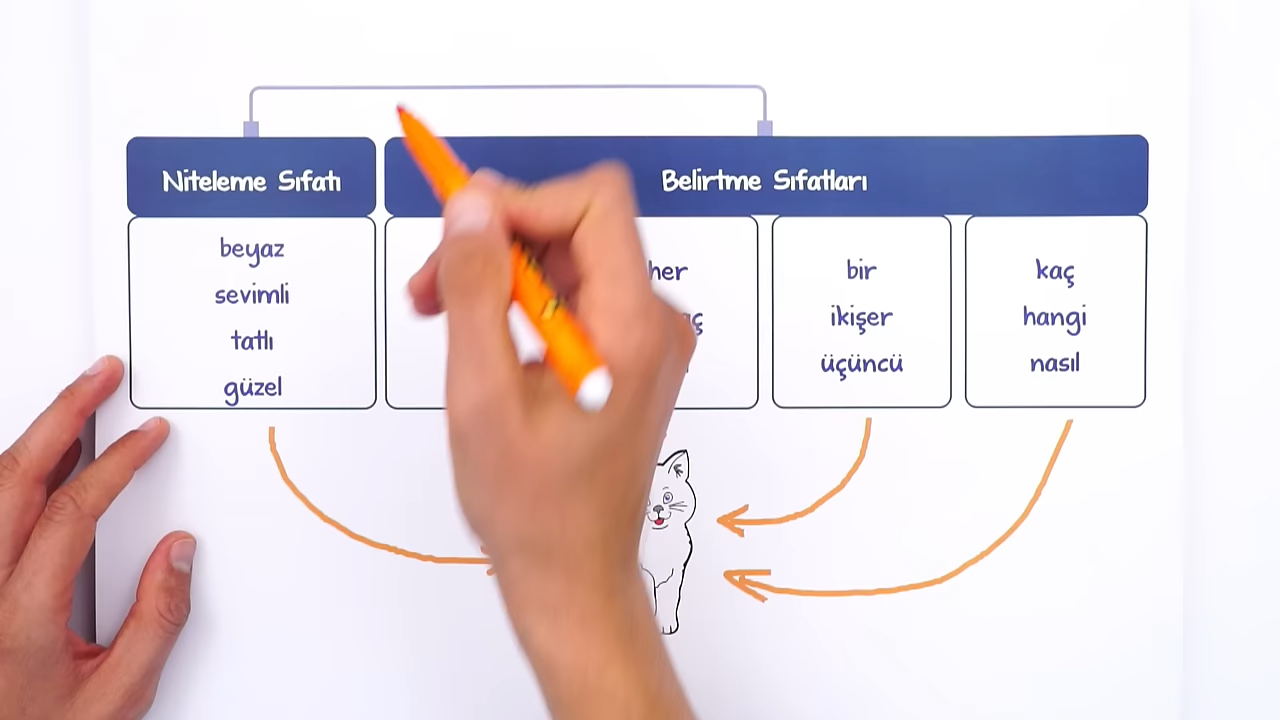 Niteleme Sıfatı
Belirtme Sıfatları
beyaz
sevimli
tatlı
güzel
her
bir
ikişer
üçüncü
kaç
hangi
nasıl